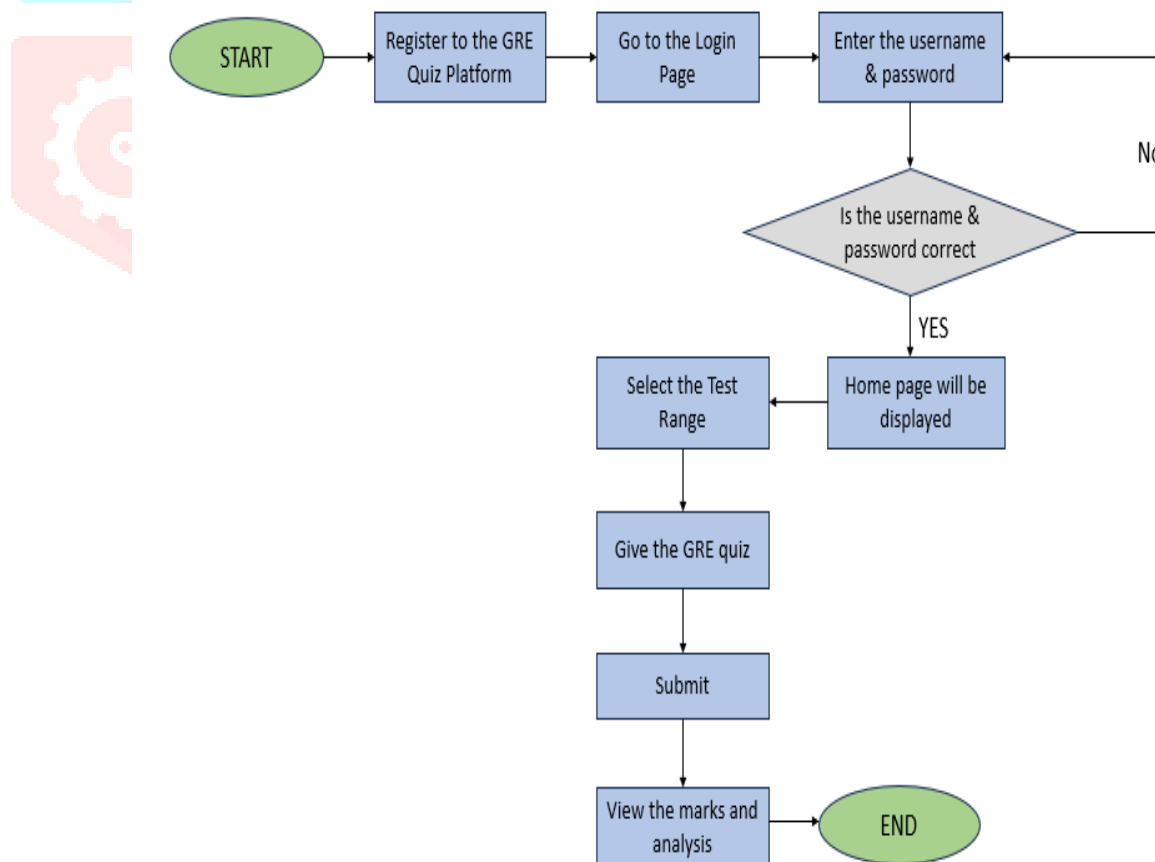 START
Register to the GRE
Quiz Platform
Go to the Login
Page
Enter the username
& password
No
Is the username &
password correct
YES
Home page will be
displayed
Select the Test
Range
Give the GRE quiz
Submit
View the marks and
analysis
END